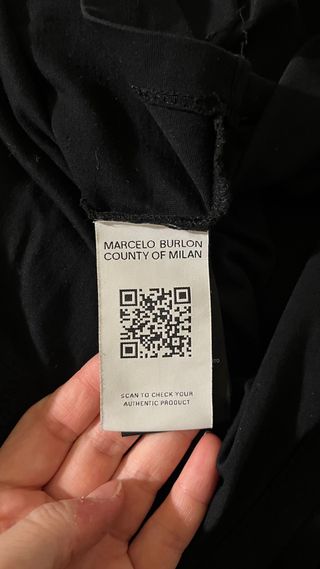 MARCELO BURLON
COUNTY OF MILAN
SCAN TO CHECK YOUR
AUTHENTIC PRODUCT